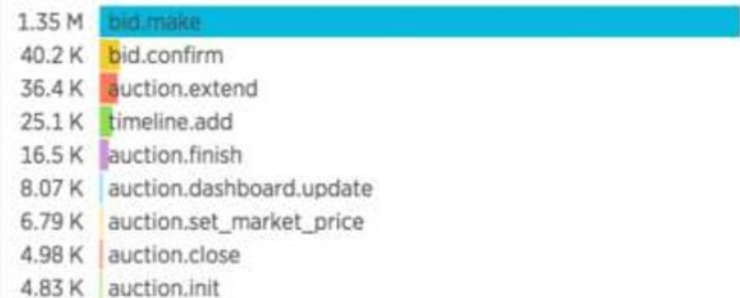 1.35 M bid.make
40.2 K bid.confirm
36.4 K auction.extend
25.1 K timeline.add
16.5 K auction.finish
8.07 K auction.dashboard.update
6.79 K auction.set_market_price
4.98 K auction.close
4.83 K auction.init